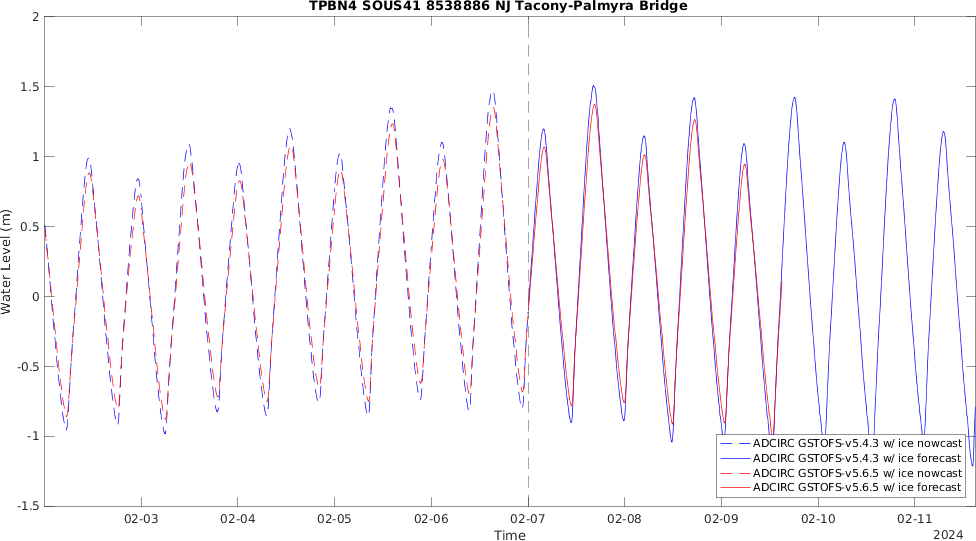 TPBN4 SOUS41 8538886 NJ Tacony-Palmyra Bridge
2
1.5
1
0.5
0
-0.5
-1
-1.5
Water Level (m)
ADCIRC GSTOFS-v5.4.3 w/ ice nowcast
ADCIRC GSTOFS-v5.4.3 w/ ice forecast
ADCIRC GSTOFS-v5.6.5 w/ ice nowcast
ADCIRC GSTOFS-v5.6.5 w/ ice forecast
02-03 02-04 02-05 02-06 02-07 02-08 02-09 02-10 02-11
Time
2024